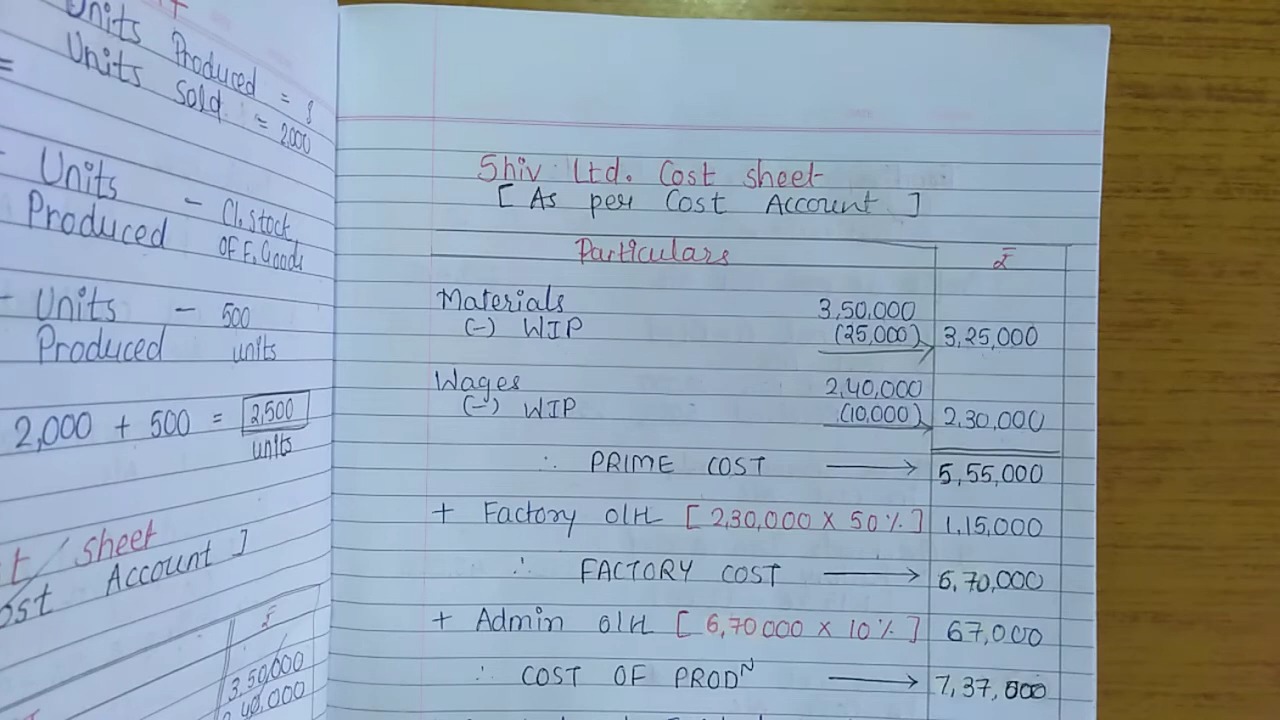 Units Produced = ?
= Units Sold = 2000
- Units Produced - Cl. Stock OF F. Goods
- Units Produced - 500 units
2,000 + 500 = 2,500 units
sheet
Account ]
₹
3,50,000
40,000
Shiv Ltd. Cost sheet
[ As per Cost Account ]
Particulars ₹
Materials 3,50,000
(-) WIP (25,000) 3,25,000
Wages 2,40,000
(-) WIP (10,000) 2,30,000
∴ PRIME COST → 5,55,000
+ Factory O/H [ 2,30,000 X 50 % ] 1,15,000
∴ FACTORY COST → 6,70,000
+ Admin O/H [ 6,70000 X 10 % ] 67,000
∴ COST OF PRODᴺ → 7,37,000